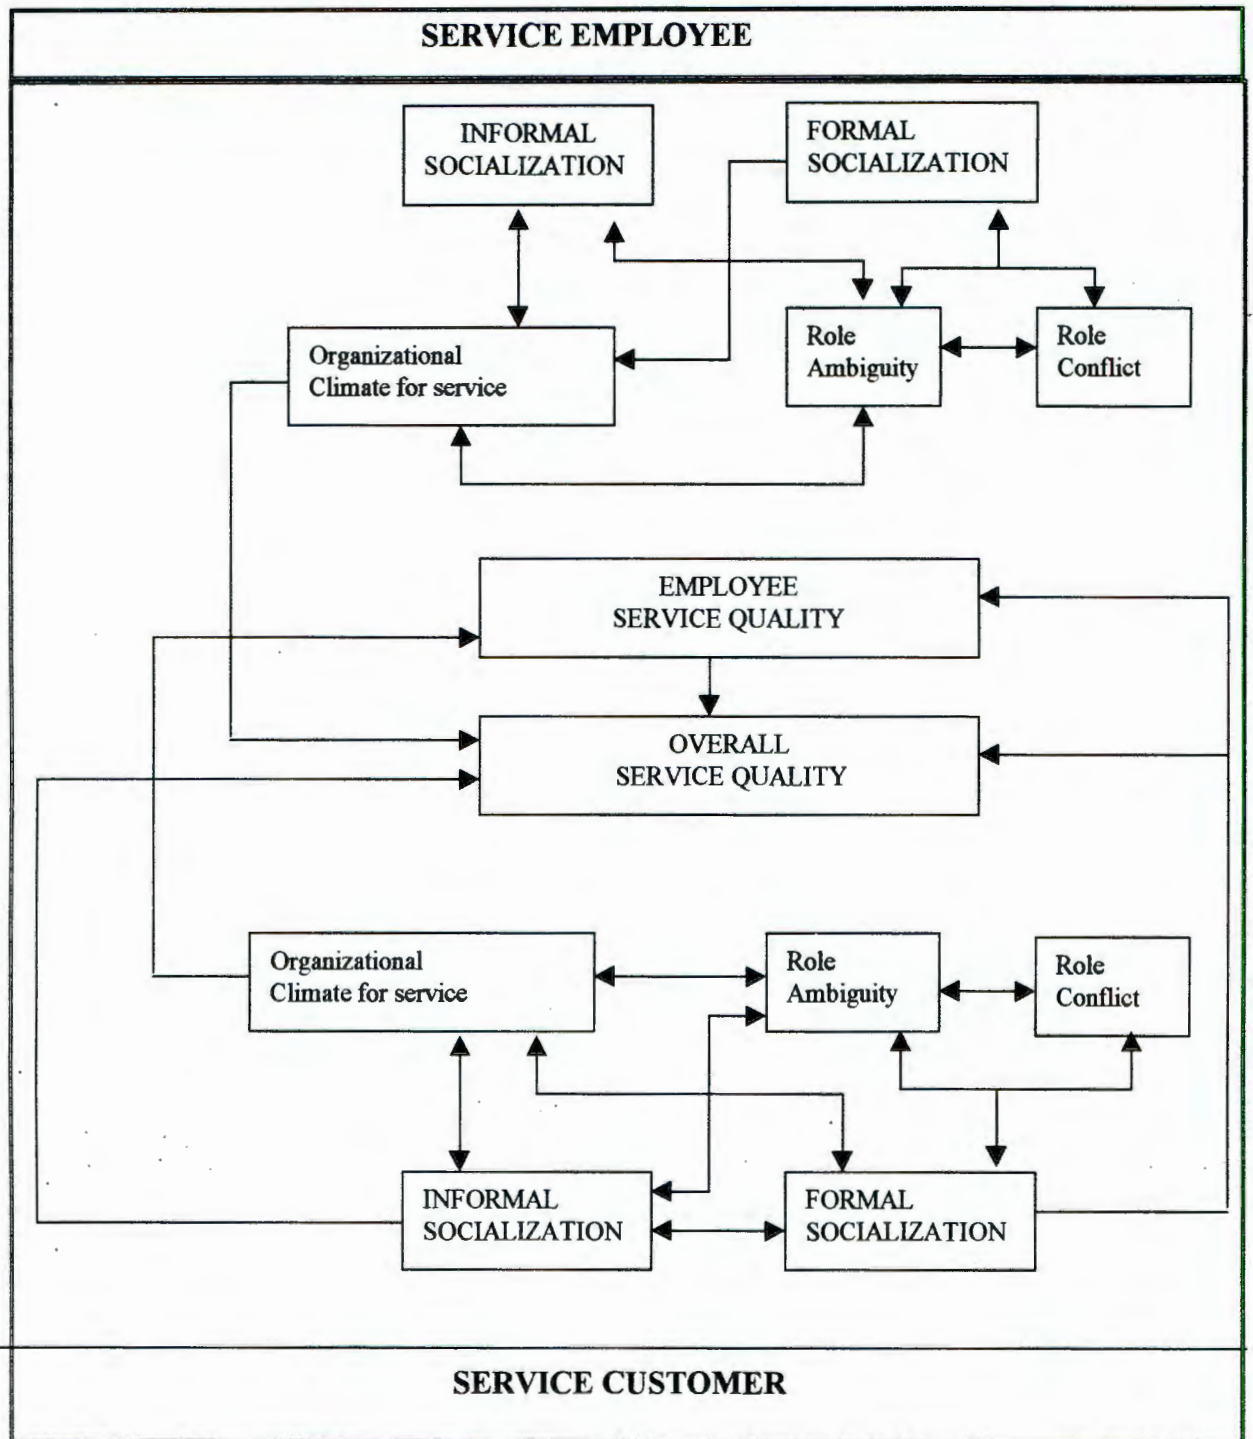 SERVICE EMPLOYEE
INFORMAL
SOCIALIZATION
FORMAL
SOCIALIZATION
Organizational
Climate for service
Role
Ambiguity
Role
Conflict
EMPLOYEE
SERVICE QUALITY
OVERALL
SERVICE QUALITY
Organizational
Climate for service
Role
Ambiguity
Role
Conflict
INFORMAL
SOCIALIZATION
FORMAL
SOCIALIZATION
SERVICE CUSTOMER